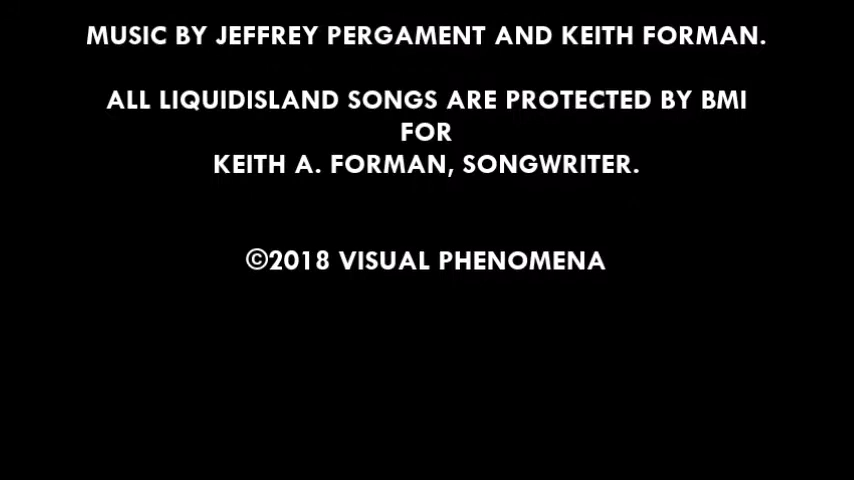 MUSIC BY JEFFREY PERGAMENT AND KEITH FORMAN.
ALL LIQUIDISLAND SONGS ARE PROTECTED BY BMI
FOR
KEITH A. FORMAN, SONGWRITER.
©2018 VISUAL PHENOMENA